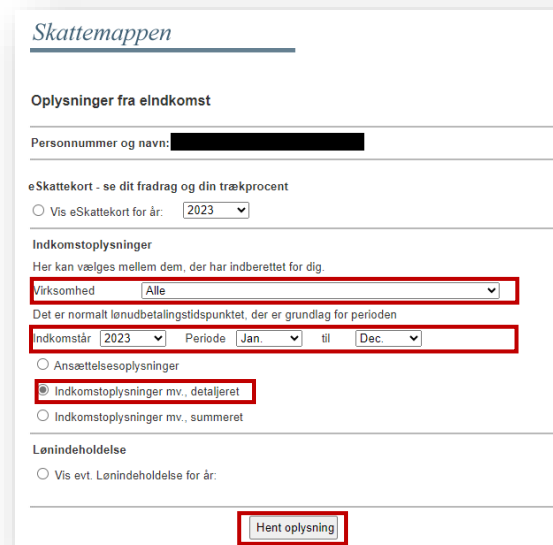 Skattemappen
Oplysninger fra eIndkomst
Personnummer og navn:
eSkattekort - se dit fradrag og din trækprocent
Vis eSkattekort for år: 2023
Indkomstoplysninger
Her kan vælges mellem dem, der har indberettet for dig.
Virksomhed Alle
Det er normalt lønudbetalingstidspunktet, der er grundlag for perioden
Indkomstår 2023 Periode Jan. til Dec.
Ansættelsesoplysninger
Indkomstoplysninger mv., detaljeret
Indkomstoplysninger mv., summeret
Lønindeholdelse
Vis evt. Lønindeholdelse for år:
Hent oplysning